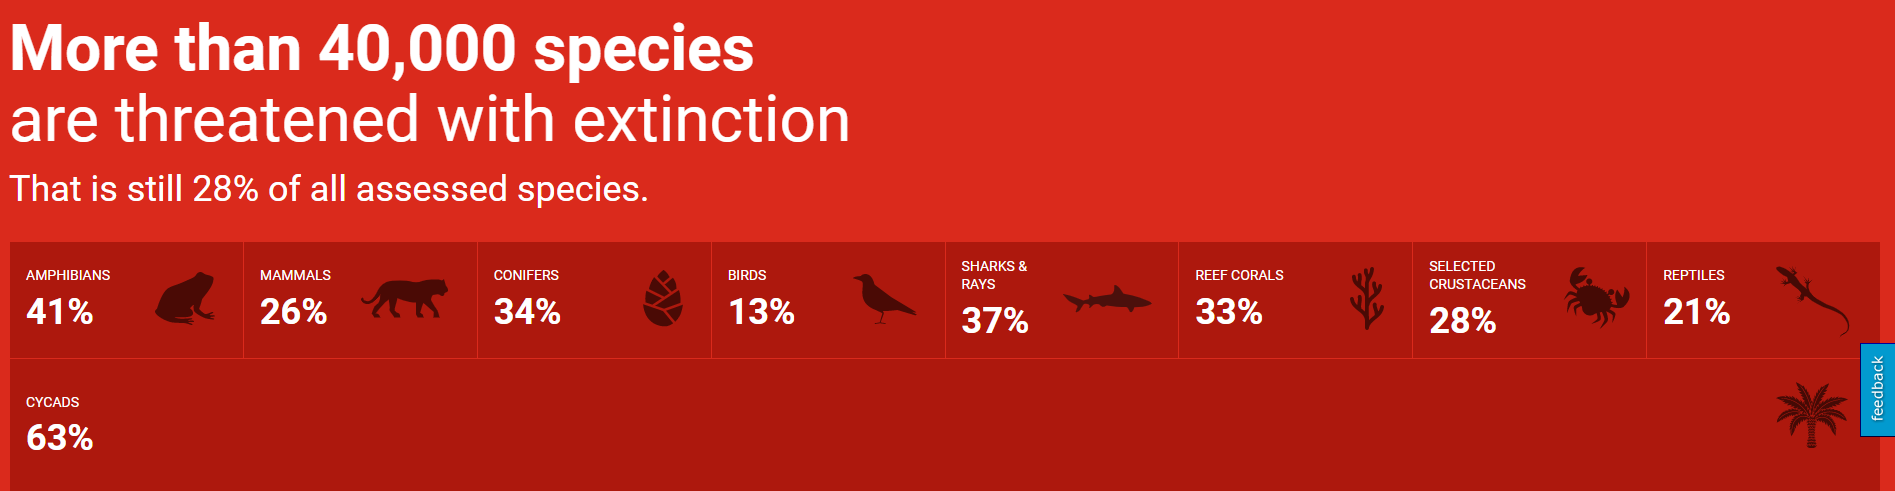 More than 40,000 species
are threatened with extinction
That is still 28% of all assessed species.
AMPHIBIANS
41%
MAMMALS
26%
CONIFERS
34%
BIRDS
13%
SHARKS &
RAYS
37%
REEF CORALS
33%
SELECTED
CRUSTACEANS
28%
REPTILES
21%
CYCADS
63%
feedback